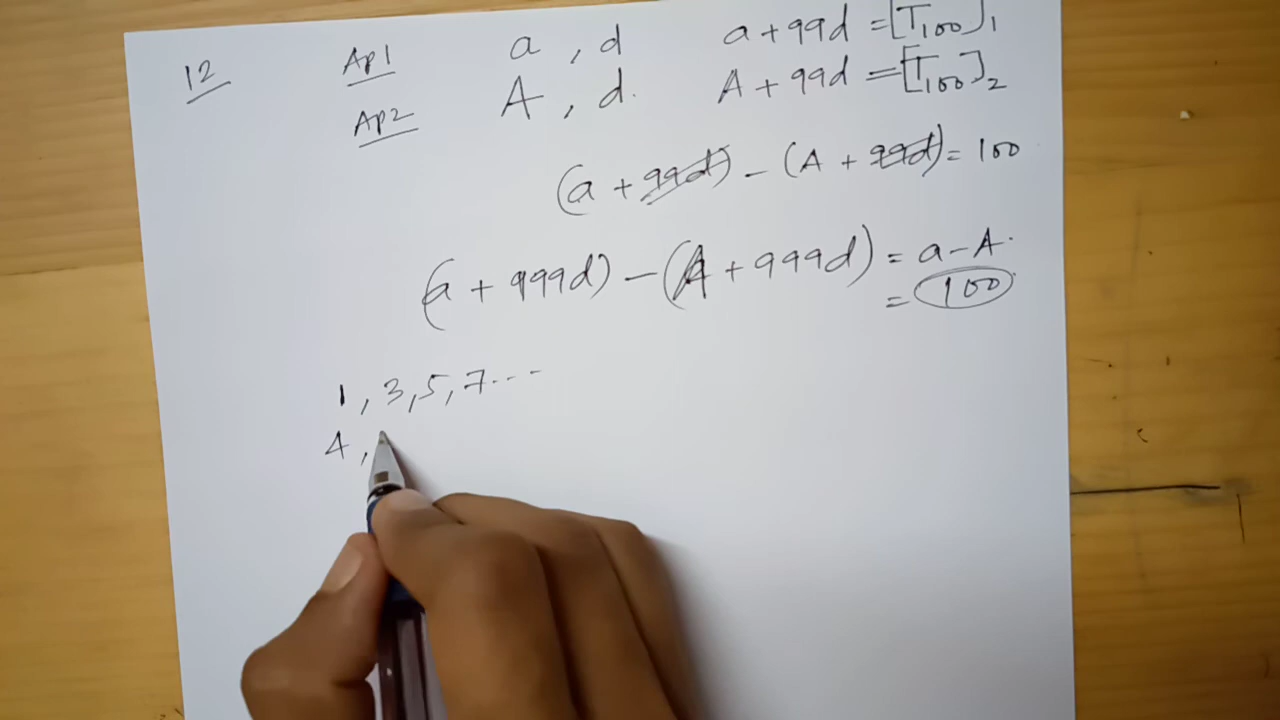 12
Ap1 a , d a + 99d = [T100]1
Ap2 A , d. A + 99d = [T100]2
(a + 99d) - (A + 99d) = 100
(a + 999d) - (A + 999d) = a - A.
= 100
1 , 3, 5, 7...
4 ,